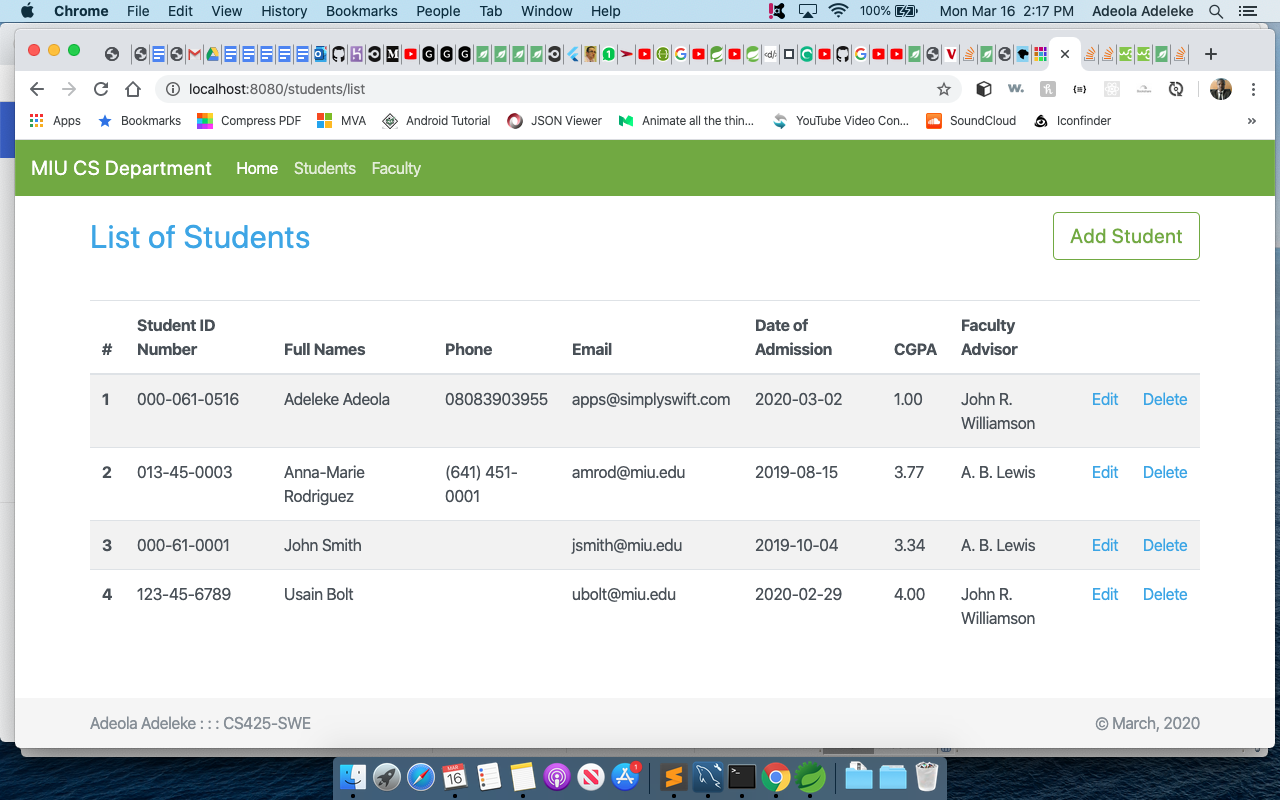 Chrome File Edit View History Bookmarks People Tab Window Help 100% Mon Mar 16 2:17 PM Adeola Adeleke
localhost:8080/students/list
Apps Bookmarks Compress PDF MVA Android Tutorial JSON Viewer Animate all the thin... YouTube Video Con... SoundCloud Iconfinder »
MIU CS Department Home Students Faculty
List of Students Add Student
Student ID Date of Faculty
# Number Full Names Phone Email Admission CGPA Advisor
1 000-061-0516 Adeleke Adeola 08083903955 apps@simplyswift.com 2020-03-02 1.00 John R. Edit Delete
Williamson
2 013-45-0003 Anna-Marie (641) 451- amrod@miu.edu 2019-08-15 3.77 A. B. Lewis Edit Delete
Rodriguez 0001
3 000-61-0001 John Smith jsmith@miu.edu 2019-10-04 3.34 A. B. Lewis Edit Delete
4 123-45-6789 Usain Bolt ubolt@miu.edu 2020-02-29 4.00 John R. Edit Delete
Williamson
Adeola Adeleke : : : CS425-SWE © March, 2020
MAR
16 1